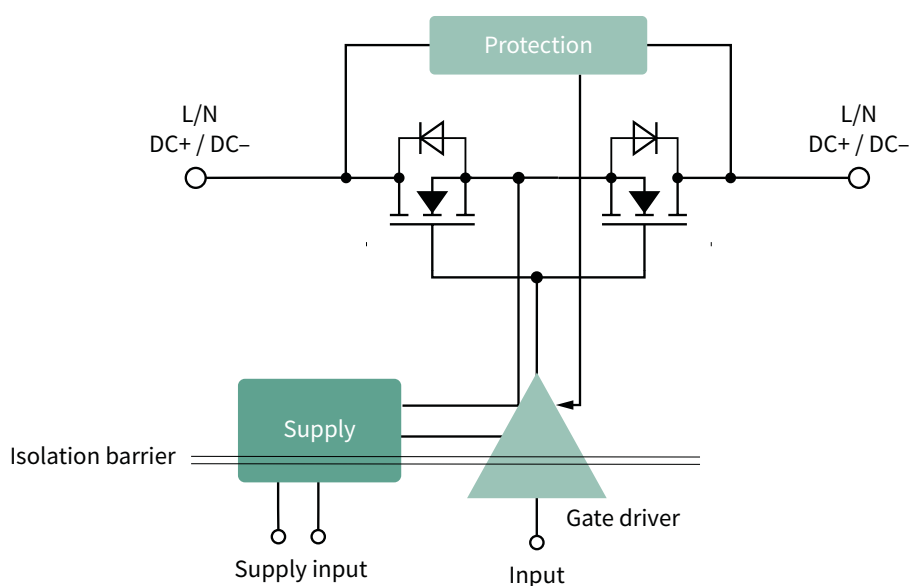 Protection
L/N
DC+ / DC–
L/N
DC+ / DC–
Supply
Isolation barrier
Gate driver
Supply input
Input